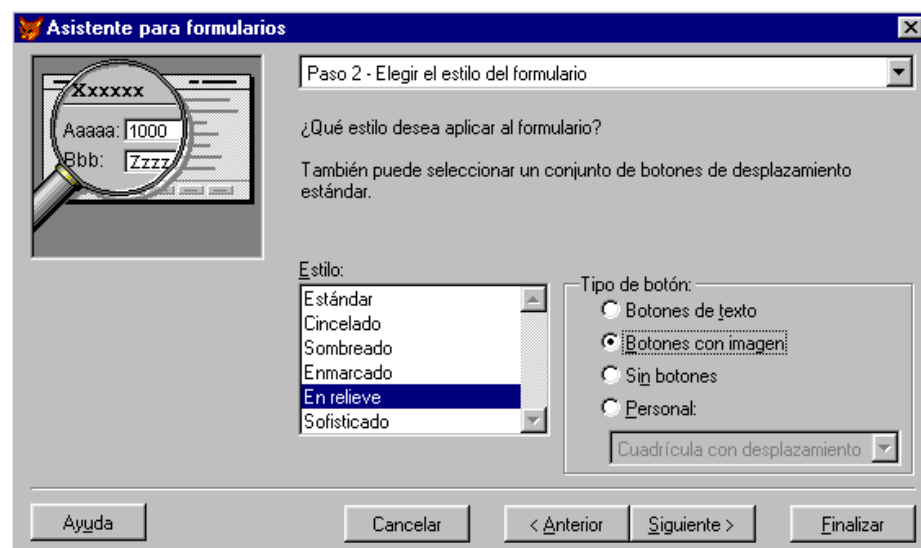 Asistente para formularios
Xxxxxx
Aaaaa: 1000
Bbb: Zzzz
Paso 2 - Elegir el estilo del formulario
¿Qué estilo desea aplicar al formulario?
También puede seleccionar un conjunto de botones de desplazamiento
estándar.
Estilo:
Estándar
Cincelado
Sombreado
Enmarcado
En relieve
Sofisticado
Tipo de botón:
Botones de texto
Botones con imagen
Sin botones
Personal:
Cuadrícula con desplazamiento
Ayuda
Cancelar
< Anterior
Siguiente >
Finalizar